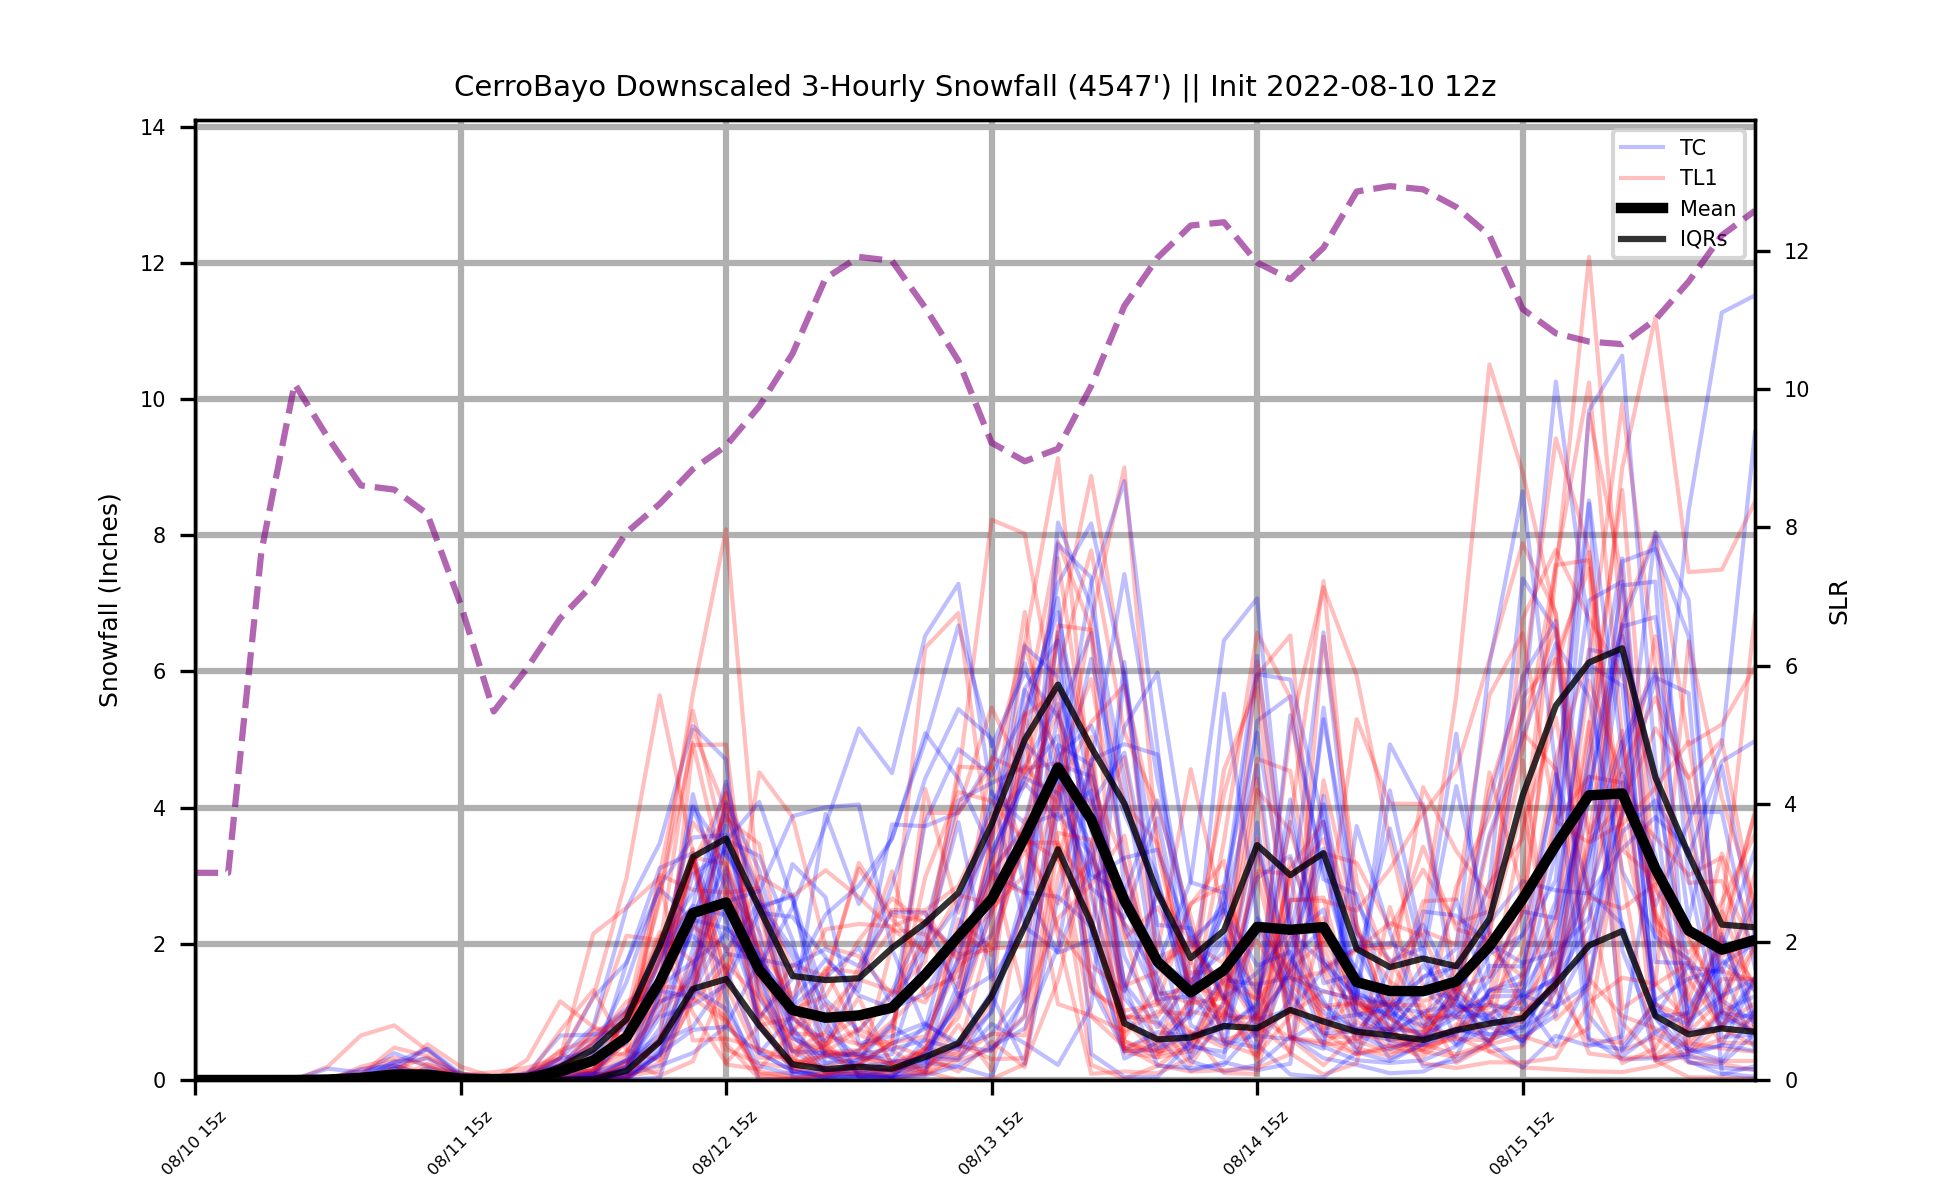 CerroBayo Downscaled 3-Hourly Snowfall (4547') || Init 2022-08-10 12z
14
12
10
8
6
4
2
0
Snowfall (Inches)
TC
TL1
Mean
IQRs
12
10
8
6
4
2
0
SLR
08/10 15z
08/11 15z
08/12 15z
08/13 15z
08/14 15z
08/15 15z